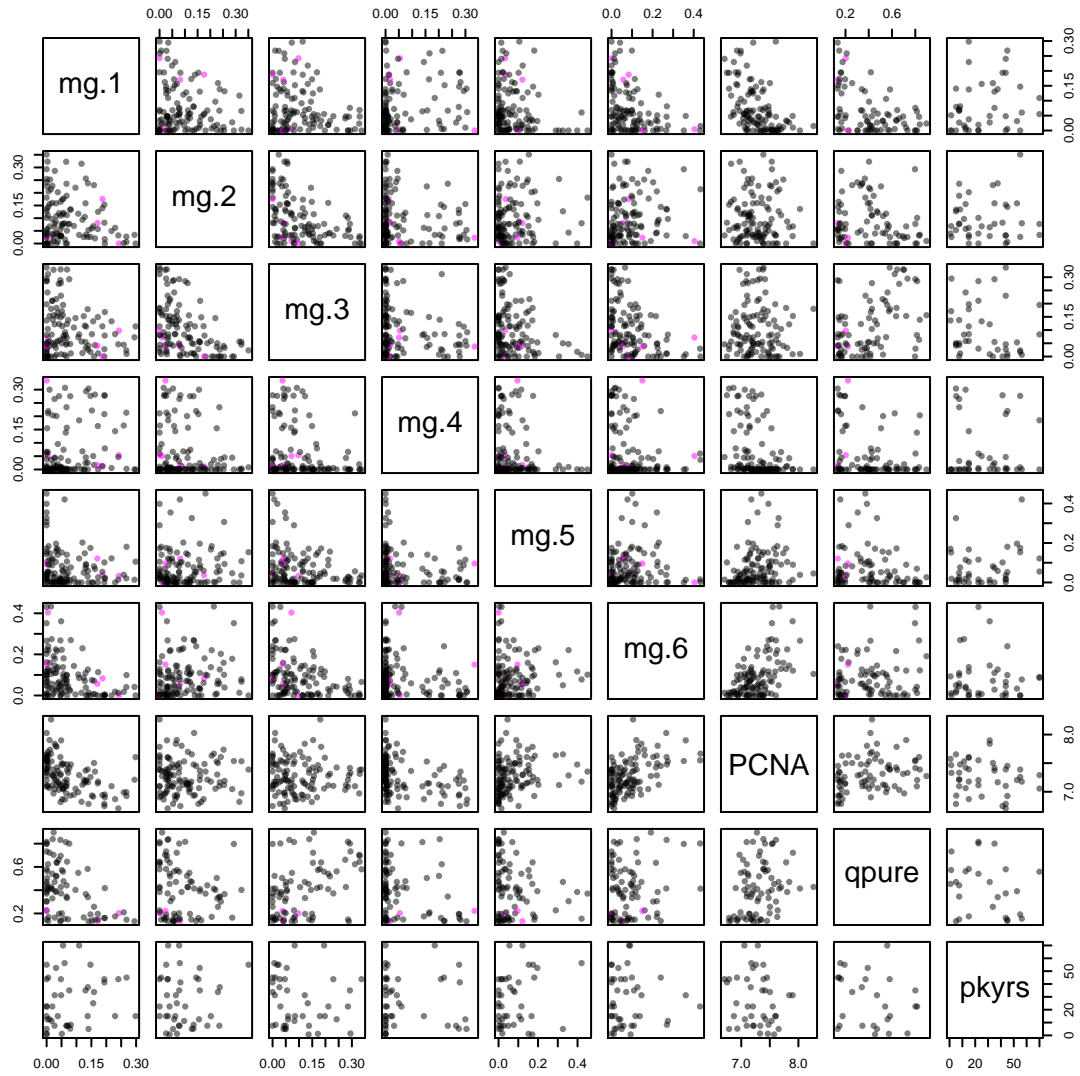 0.00 0.15 0.30 0.00 0.15 0.30 0.0 0.2 0.4 0.2 0.6
mg.1 0.00 0.15 0.30
0.00 0.15 0.30 mg.2
mg.3 0.00 0.15 0.30
0.00 0.15 0.30 mg.4
mg.5 0.0 0.2 0.4
0.0 0.2 0.4 mg.6
PCNA 7.0 8.0
0.2 0.6 qpure
pkyrs 0 20 50
0.00 0.15 0.30 0.00 0.15 0.30 0.0 0.2 0.4 7.0 8.0 0 20 50